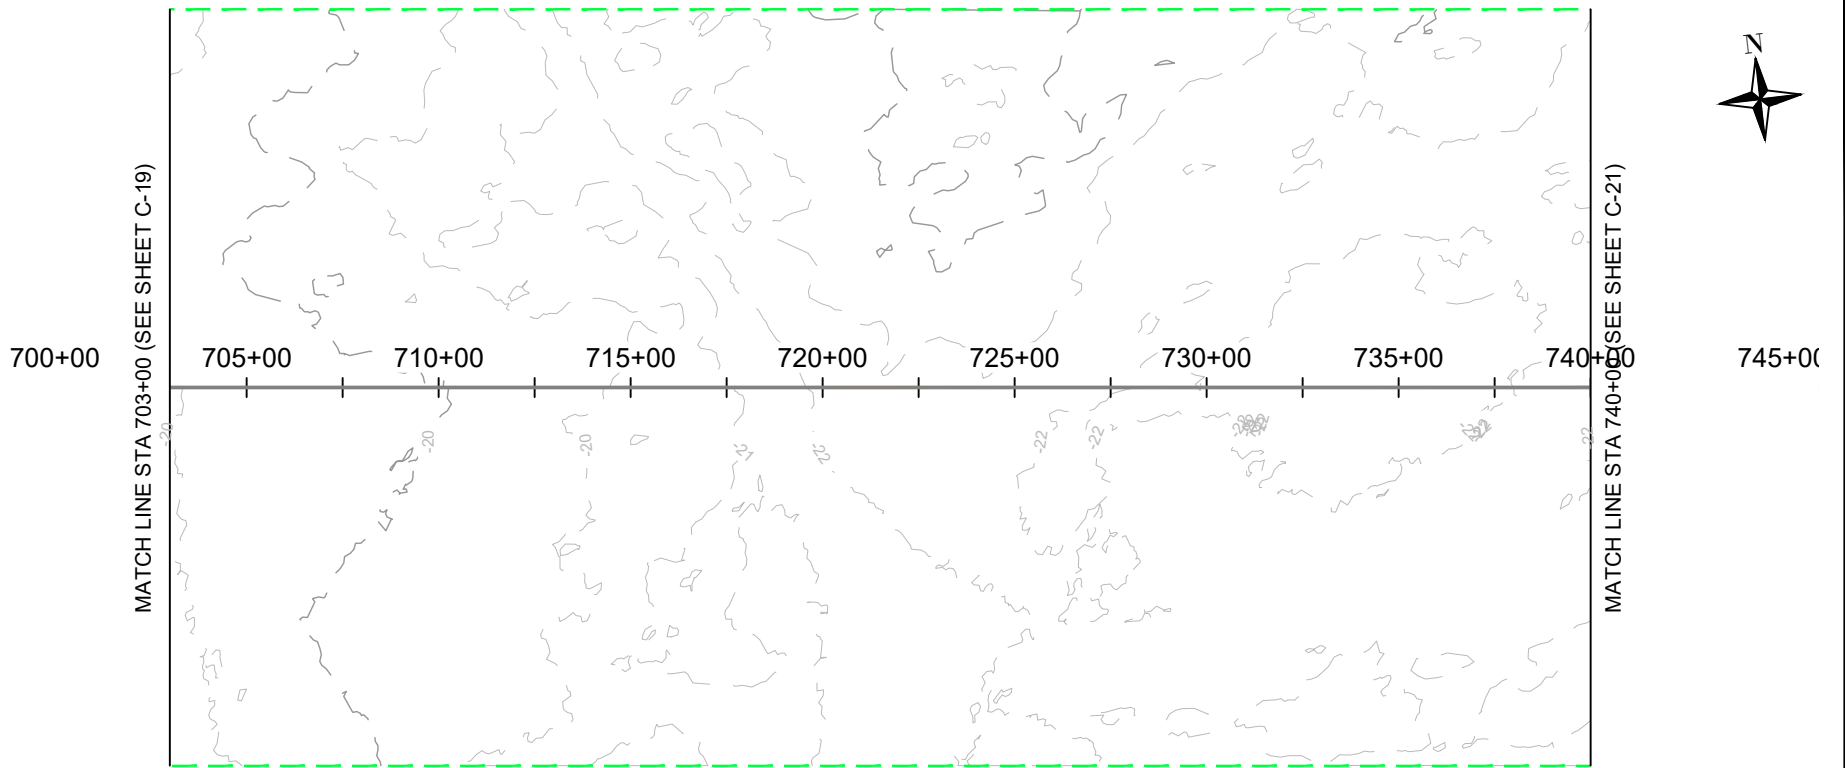 N
MATCH LINE STA 703+00 (SEE SHEET C-19)
MATCH LINE STA 740+00 (SEE SHEET C-21)
700+00 705+00 710+00 715+00 720+00 725+00 730+00 735+00 740+00 745+0
-20 -20 -20 -21 -22 -22 -22 -22